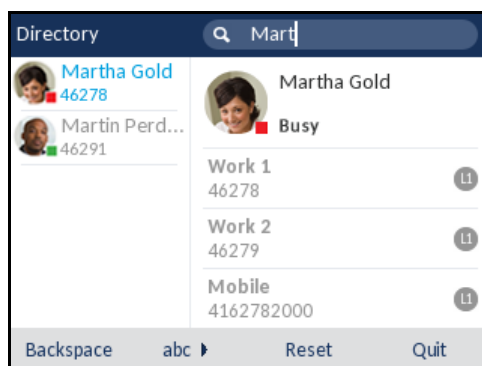 Directory
Mart
Martha Gold
46278
Martin Perd...
46291
Martha Gold
Busy
Work 1
46278
L1
Work 2
46279
L1
Mobile
4162782000
L1
Backspace abc Reset Quit